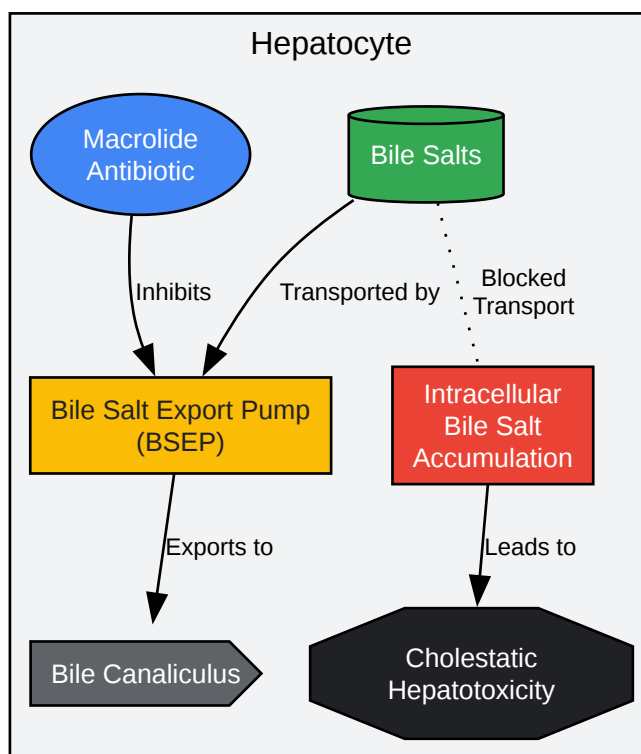 Hepatocyte
Macrolide
Antibiotic
Bile Salts
Inhibits
Transported by
Blocked
Transport
Bile Salt Export Pump
(BSEP)
Intracellular
Bile Salt
Accumulation
Exports to
Leads to
Bile Canaliculus
Cholestatic
Hepatotoxicity